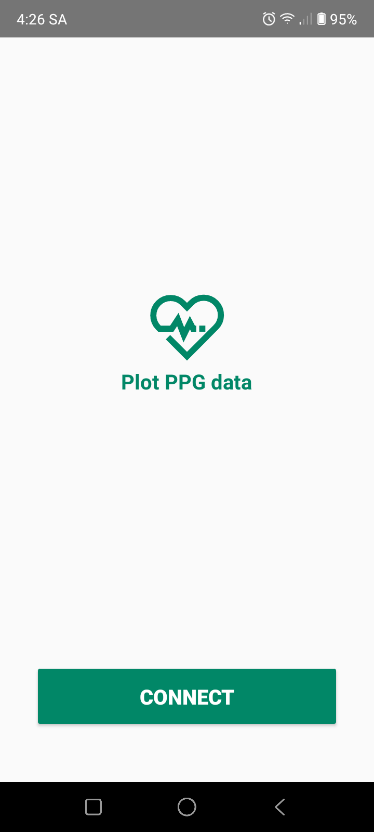 4:26 SA
95%
Plot PPG data
CONNECT